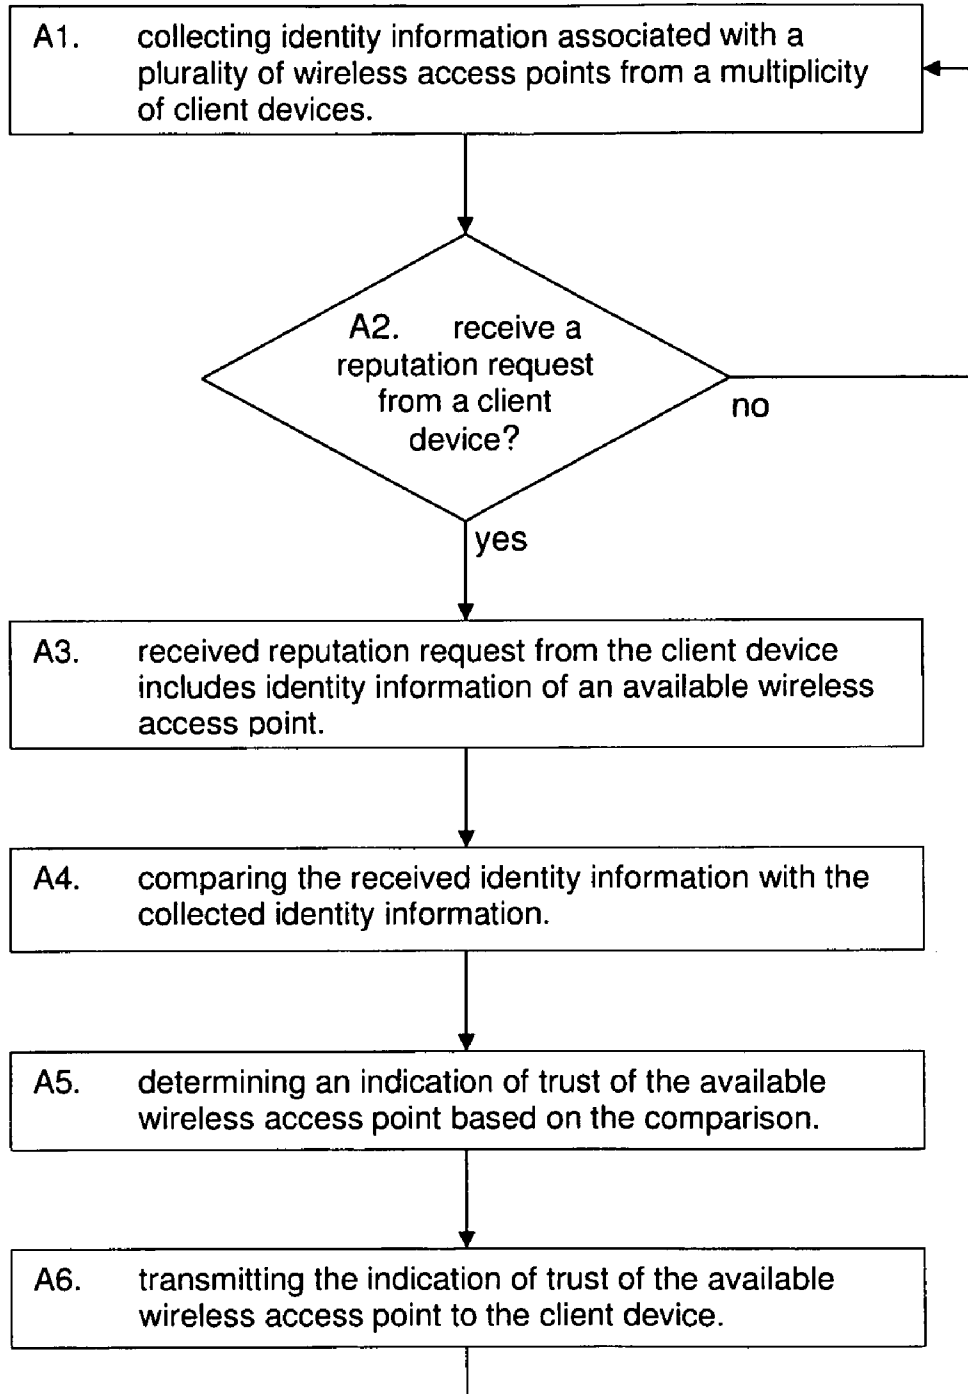 A1. collecting identity information associated with a
plurality of wireless access points from a multiplicity
of client devices.
A2. receive a
reputation request
from a client
device?
no
yes
A3. received reputation request from the client device
includes identity information of an available wireless
access point.
A4. comparing the received identity information with the
collected identity information.
A5. determining an indication of trust of the available
wireless access point based on the comparison.
A6. transmitting the indication of trust of the available
wireless access point to the client device.